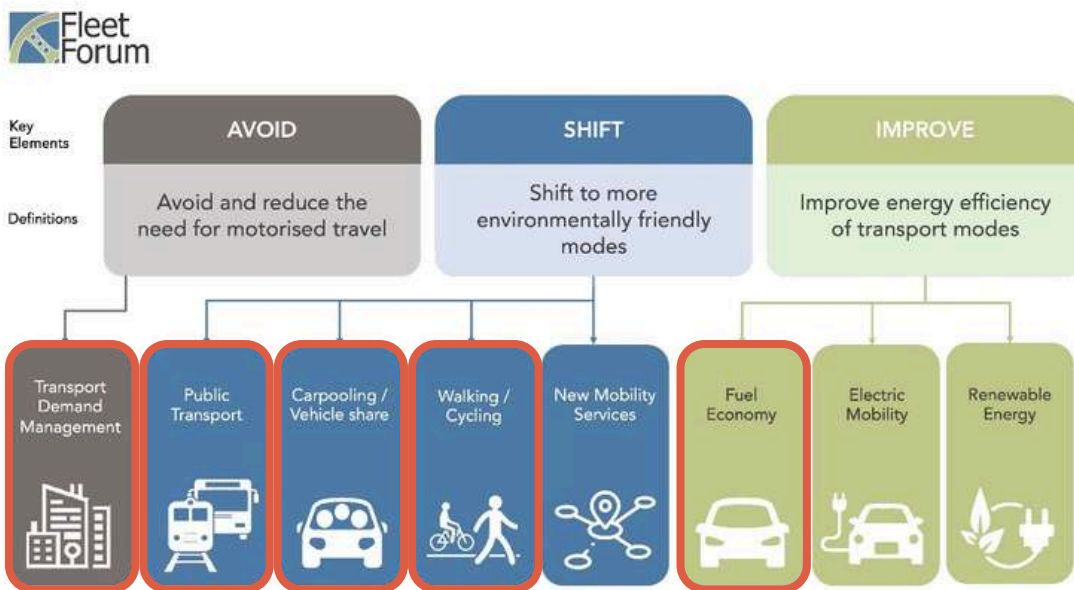 Fleet
Forum
Key
Elements
AVOID
SHIFT
IMPROVE
Definitions
Avoid and reduce the
need for motorised travel
Shift to more
environmentally friendly
modes
Improve energy efficiency
of transport modes
Transport
Demand
Management
Public
Transport
Carpooling /
Vehicle share
Walking /
Cycling
New Mobility
Services
Fuel
Economy
Electric
Mobility
Renewable
Energy